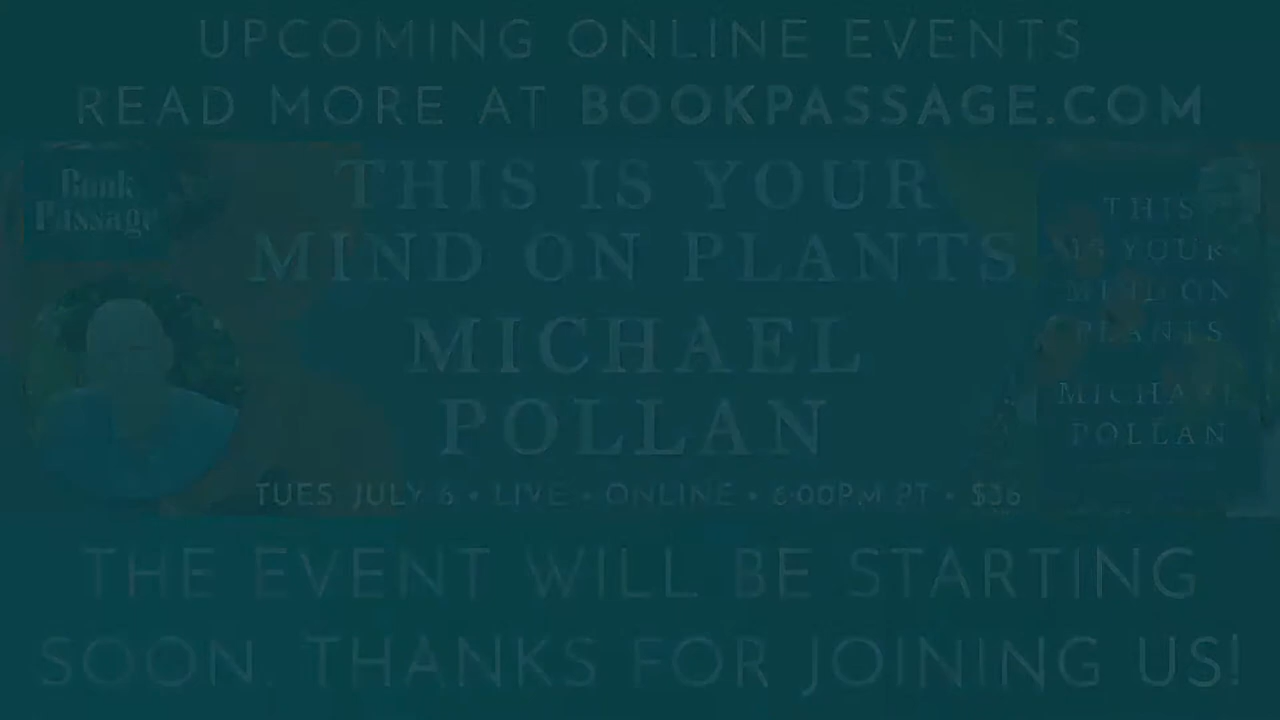 UPCOMING ONLINE EVENTS
READ MORE AT BOOKPASSAGE.COM
Book
Passage
THIS IS YOUR
MIND ON PLANTS
MICHAEL
POLLAN
TUES JULY 6 • LIVE • ONLINE • 6:00PM PT • $36
THIS
IS YOUR
MIND ON
PLANTS
MICHAEL
POLLAN
THE EVENT WILL BE STARTING
SOON. THANKS FOR JOINING US!